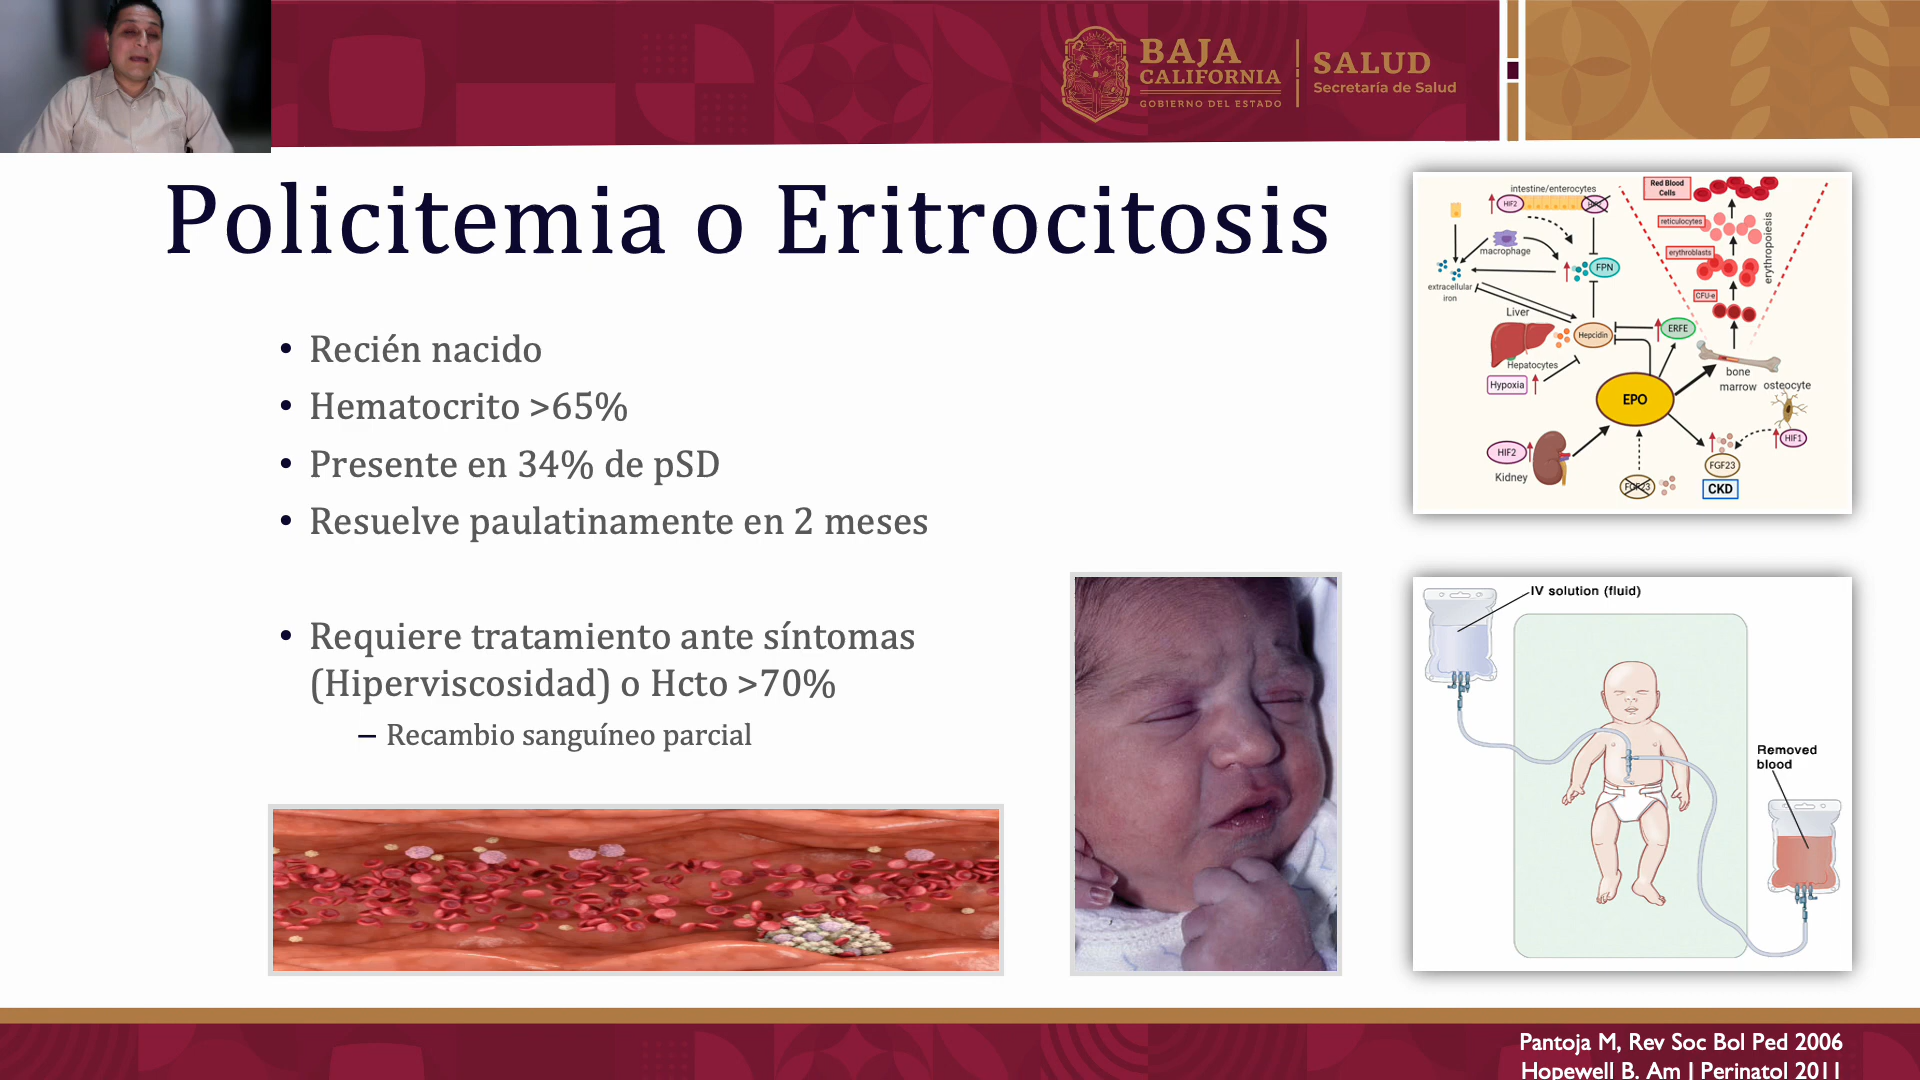 BAJA
CALIFORNIA
GOBIERNO DEL ESTADO
SALUD
Secretaría de Salud
Policitemia o Eritrocitosis
• Recién nacido
• Hematocrito >65%
• Presente en 34% de pSD
• Resuelve paulatinamente en 2 meses
• Requiere tratamiento ante síntomas
(Hiperviscosidad) o Hcto >70%
– Recambio sanguíneo parcial
intestine/enterocytes
HIF2
macrophage
FPN
extracellular
iron
Liver
Hepcidin
ERFE
Hepatocytes
Hypoxia
EPO
HIF2
Kidney
FGF23
FGF23
CKD
HIF1
osteocyte
bone
marrow
Red Blood
Cells
reticulocytes
erythroblasts
CFU-e
erythropoiesis
IV solution (fluid)
Removed
blood
Pantoja M, Rev Soc Bol Ped 2006
Hopewell B. Am J Perinatol 2011